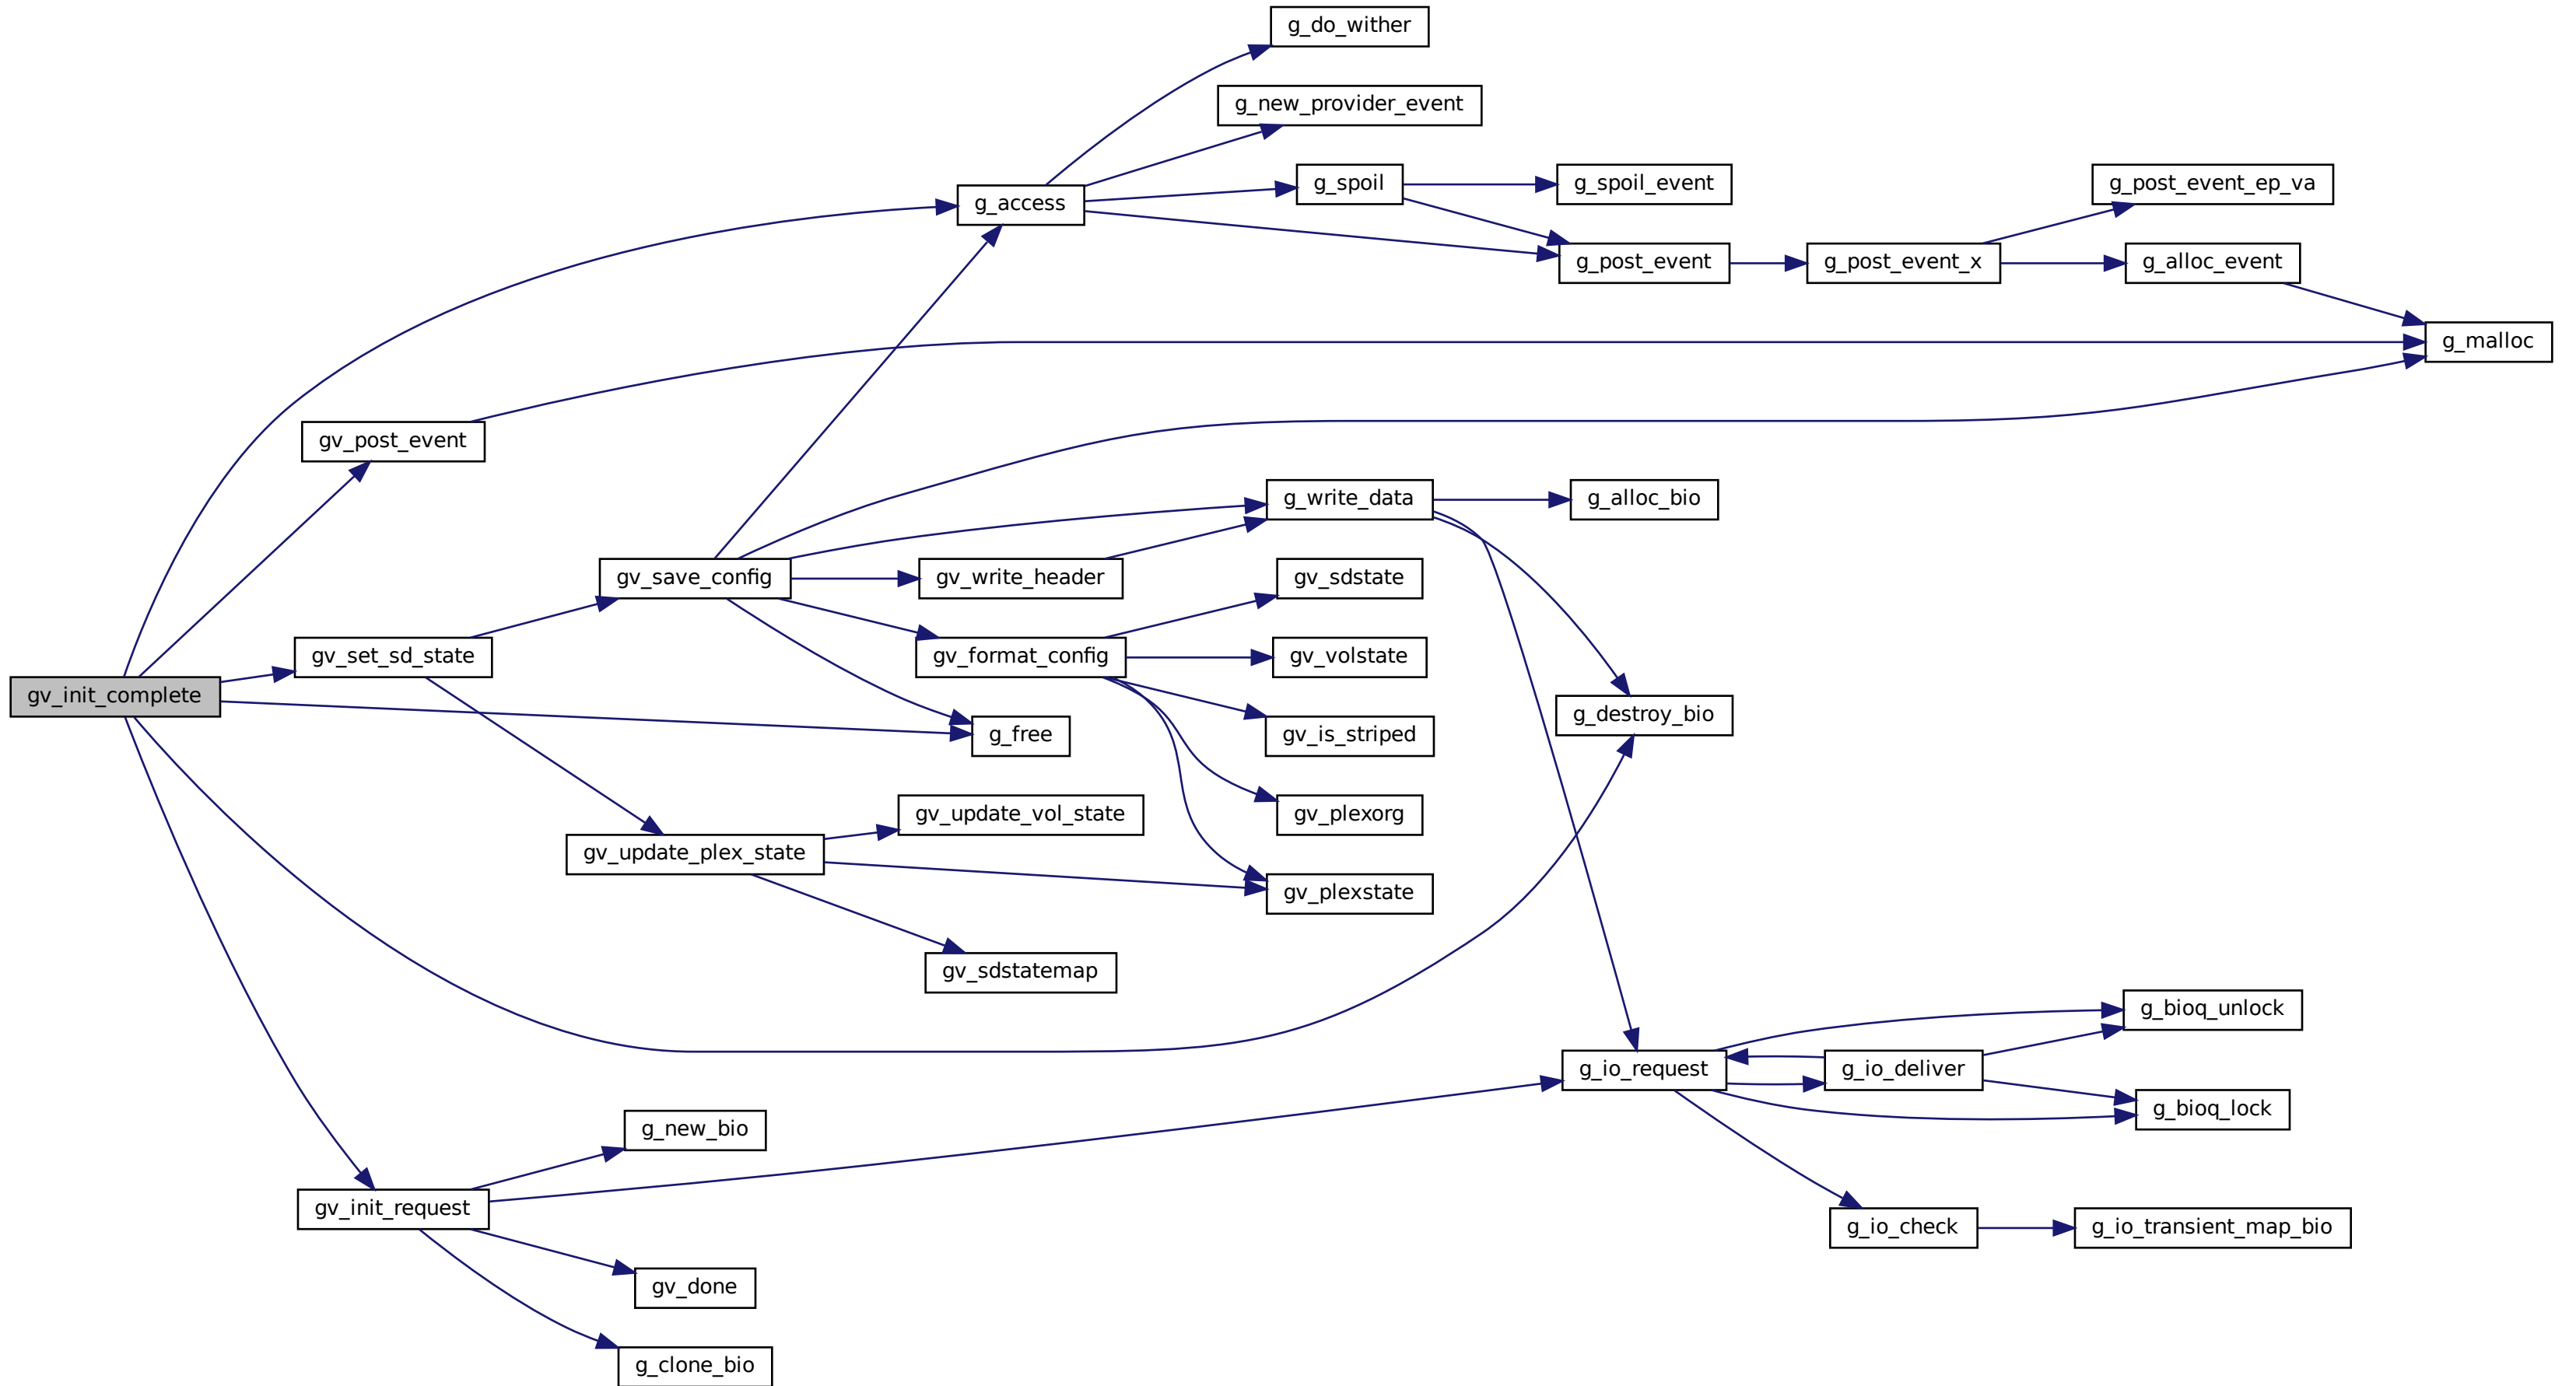 g_do_wither
g_new_provider_event
g_spoil
g_spoil_event
g_post_event_ep_va
g_access
g_post_event
g_post_event_x
g_alloc_event
g_malloc
gv_post_event
g_write_data
g_alloc_bio
gv_save_config
gv_write_header
gv_sdstate
gv_set_sd_state
gv_format_config
gv_volstate
gv_init_complete
g_free
gv_is_striped
g_destroy_bio
gv_update_vol_state
gv_plexorg
gv_update_plex_state
gv_plexstate
gv_sdstatemap
g_bioq_unlock
g_io_request
g_io_deliver
g_bioq_lock
g_new_bio
gv_init_request
g_io_check
g_io_transient_map_bio
gv_done
g_clone_bio